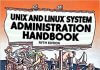 UNIX AND LINUX SYSTEM
ADMINISTRATION
HANDBOOK
FIFTH EDITION